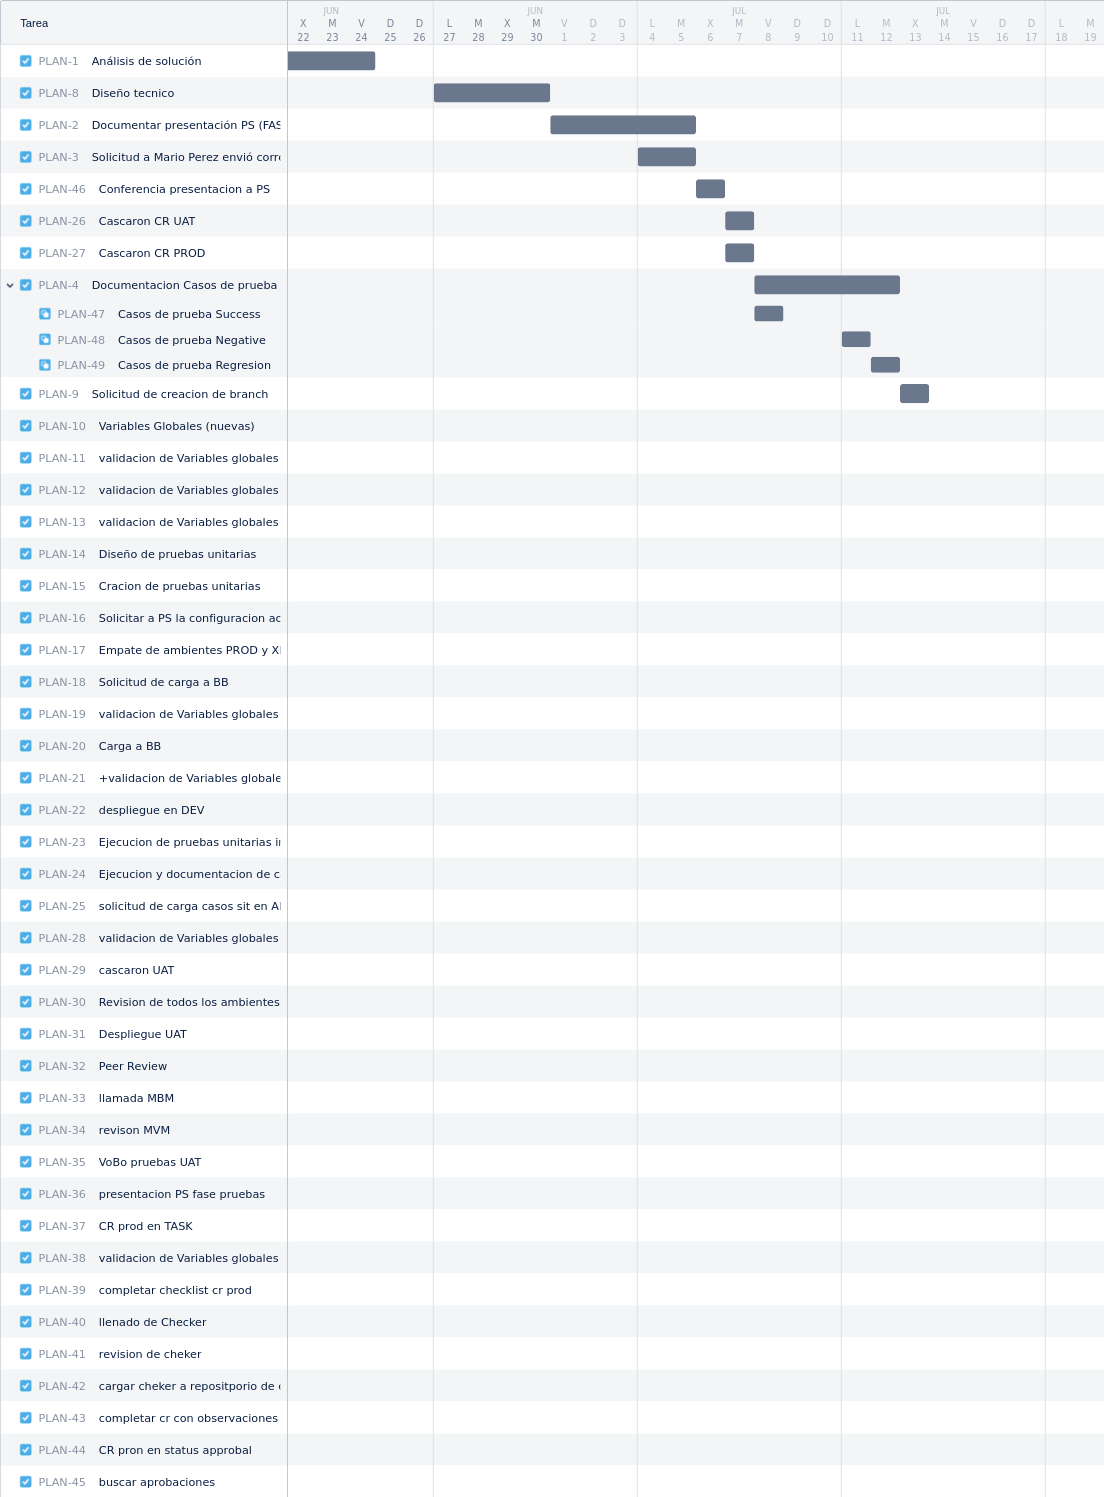 Tarea
JUN JUN JUL JUL
X M V D D L M X M V D D L M X M V D D L M X M V D D L M
22 23 24 25 26 27 28 29 30 1 2 3 4 5 6 7 8 9 10 11 12 13 14 15 16 17 18 19
PLAN-1 Análisis de solución
PLAN-8 Diseño tecnico
PLAN-2 Documentar presentación PS (FAS
PLAN-3 Solicitud a Mario Perez envió corr
PLAN-46 Conferencia presentacion a PS
PLAN-26 Cascaron CR UAT
PLAN-27 Cascaron CR PROD
PLAN-4 Documentacion Casos de prueba
PLAN-47 Casos de prueba Success
PLAN-48 Casos de prueba Negative
PLAN-49 Casos de prueba Regresion
PLAN-9 Solicitud de creacion de branch
PLAN-10 Variables Globales (nuevas)
PLAN-11 validacion de Variables globales
PLAN-12 validacion de Variables globales
PLAN-13 validacion de Variables globales
PLAN-14 Diseño de pruebas unitarias
PLAN-15 Cracion de pruebas unitarias
PLAN-16 Solicitar a PS la configuracion
PLAN-17 Empate de ambientes PROD y
PLAN-18 Solicitud de carga a BB
PLAN-19 validacion de Variables globales
PLAN-20 Carga a BB
PLAN-21 +validacion de Variables globale
PLAN-22 despliegue en DEV
PLAN-23 Ejecucion de pruebas unitarias
PLAN-24 Ejecucion y documentacion de
PLAN-25 solicitud de carga casos sit en
PLAN-28 validacion de Variables globales
PLAN-29 cascaron UAT
PLAN-30 Revision de todos los ambientes
PLAN-31 Despliegue UAT
PLAN-32 Peer Review
PLAN-33 llamada MBM
PLAN-34 revison MVM
PLAN-35 VoBo pruebas UAT
PLAN-36 presentacion PS fase pruebas
PLAN-37 CR prod en TASK
PLAN-38 validacion de Variables globales
PLAN-39 completar checklist cr prod
PLAN-40 llenado de Checker
PLAN-41 revision de cheker
PLAN-42 cargar cheker a repositporio de
PLAN-43 completar cr con observaciones
PLAN-44 CR pron en status approbal
PLAN-45 buscar aprobaciones